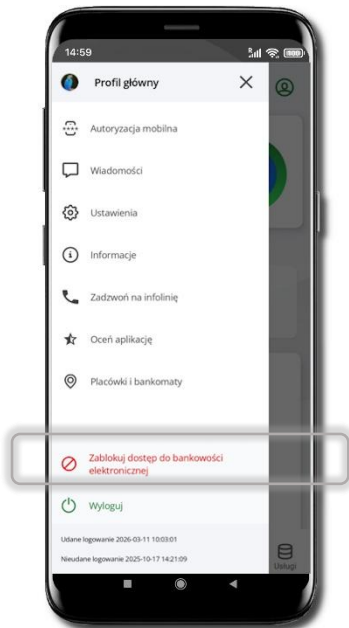 14:59
Profil główny
Autoryzacja mobilna
Wiadomości
Ustawienia
Informacje
Zadzwoń na infolinię
Oceń aplikację
Placówki i bankomaty
Zablokuj dostęp do bankowości
elektronicznej
Wyloguj
Udane logowanie 2026-03-11 10:03:01
Nieudane logowanie 2025-10-17 14:21:09
Usługi